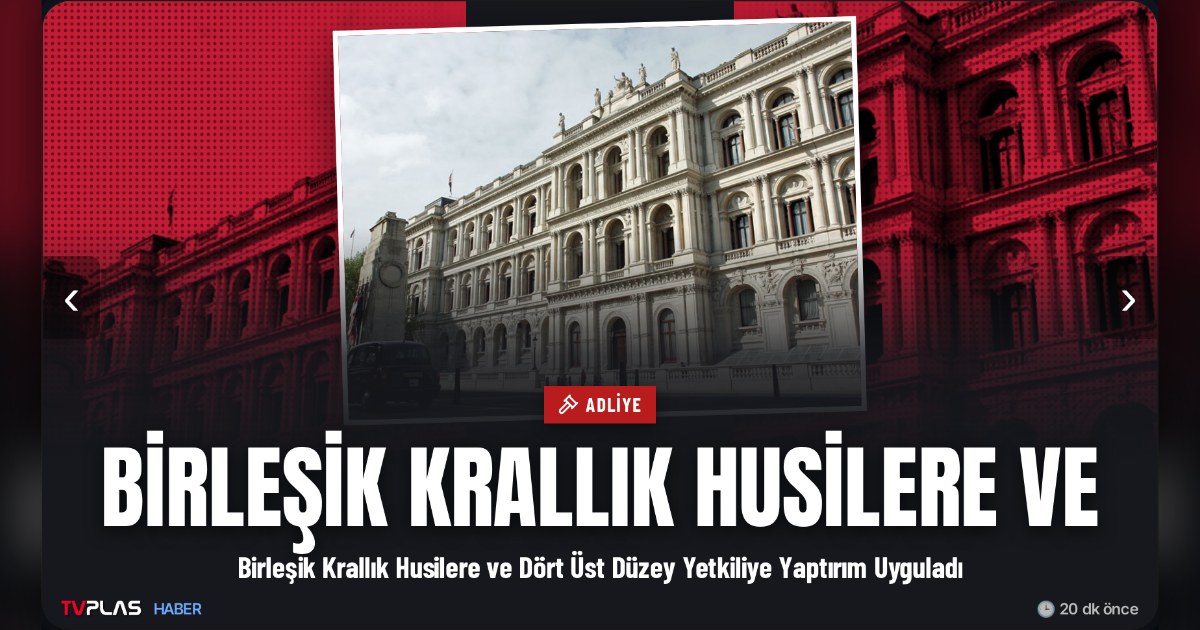 ADLİYE
BİRLEŞİK KRALLIK HUSİLERE VE
Birleşik Krallık Husilere ve Dört Üst Düzey Yetkiliye Yaptırım Uyguladı
TVPLAS HABER
20 dk önce